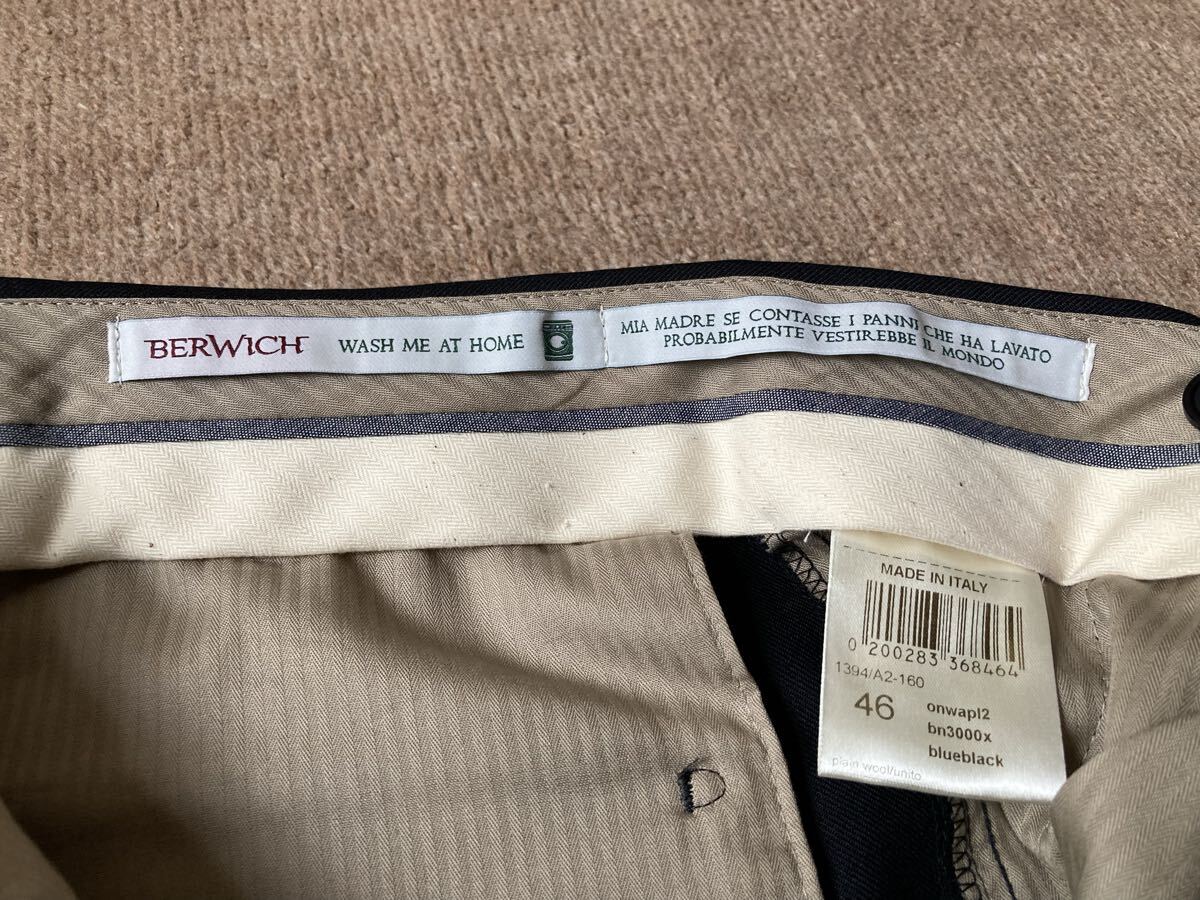 BERWICH WASH ME AT HOME
MIA MADRE SE CONTASSE I PANNI CHE HA LAVATO
PROBABILMENTE VESTIREBBE IL MONDO
MADE IN ITALY
0 200283 368464
1394/A2-160
46
onwapl2
bn3000x
blueblack
plain wool/unito